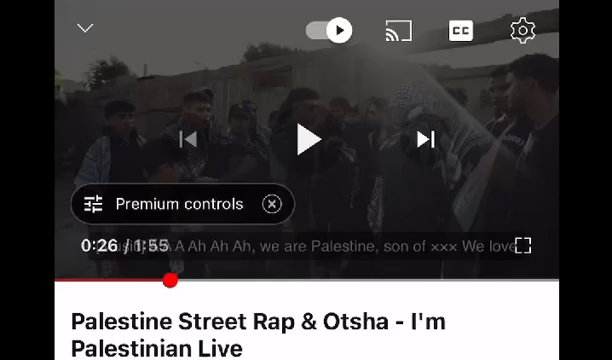 CC
Premium controls
0:26 / 1:55
A A Ah Ah Ah, we are Palestine, son of ××× We love
Palestine Street Rap & Otsha - I'm
Palestinian Live